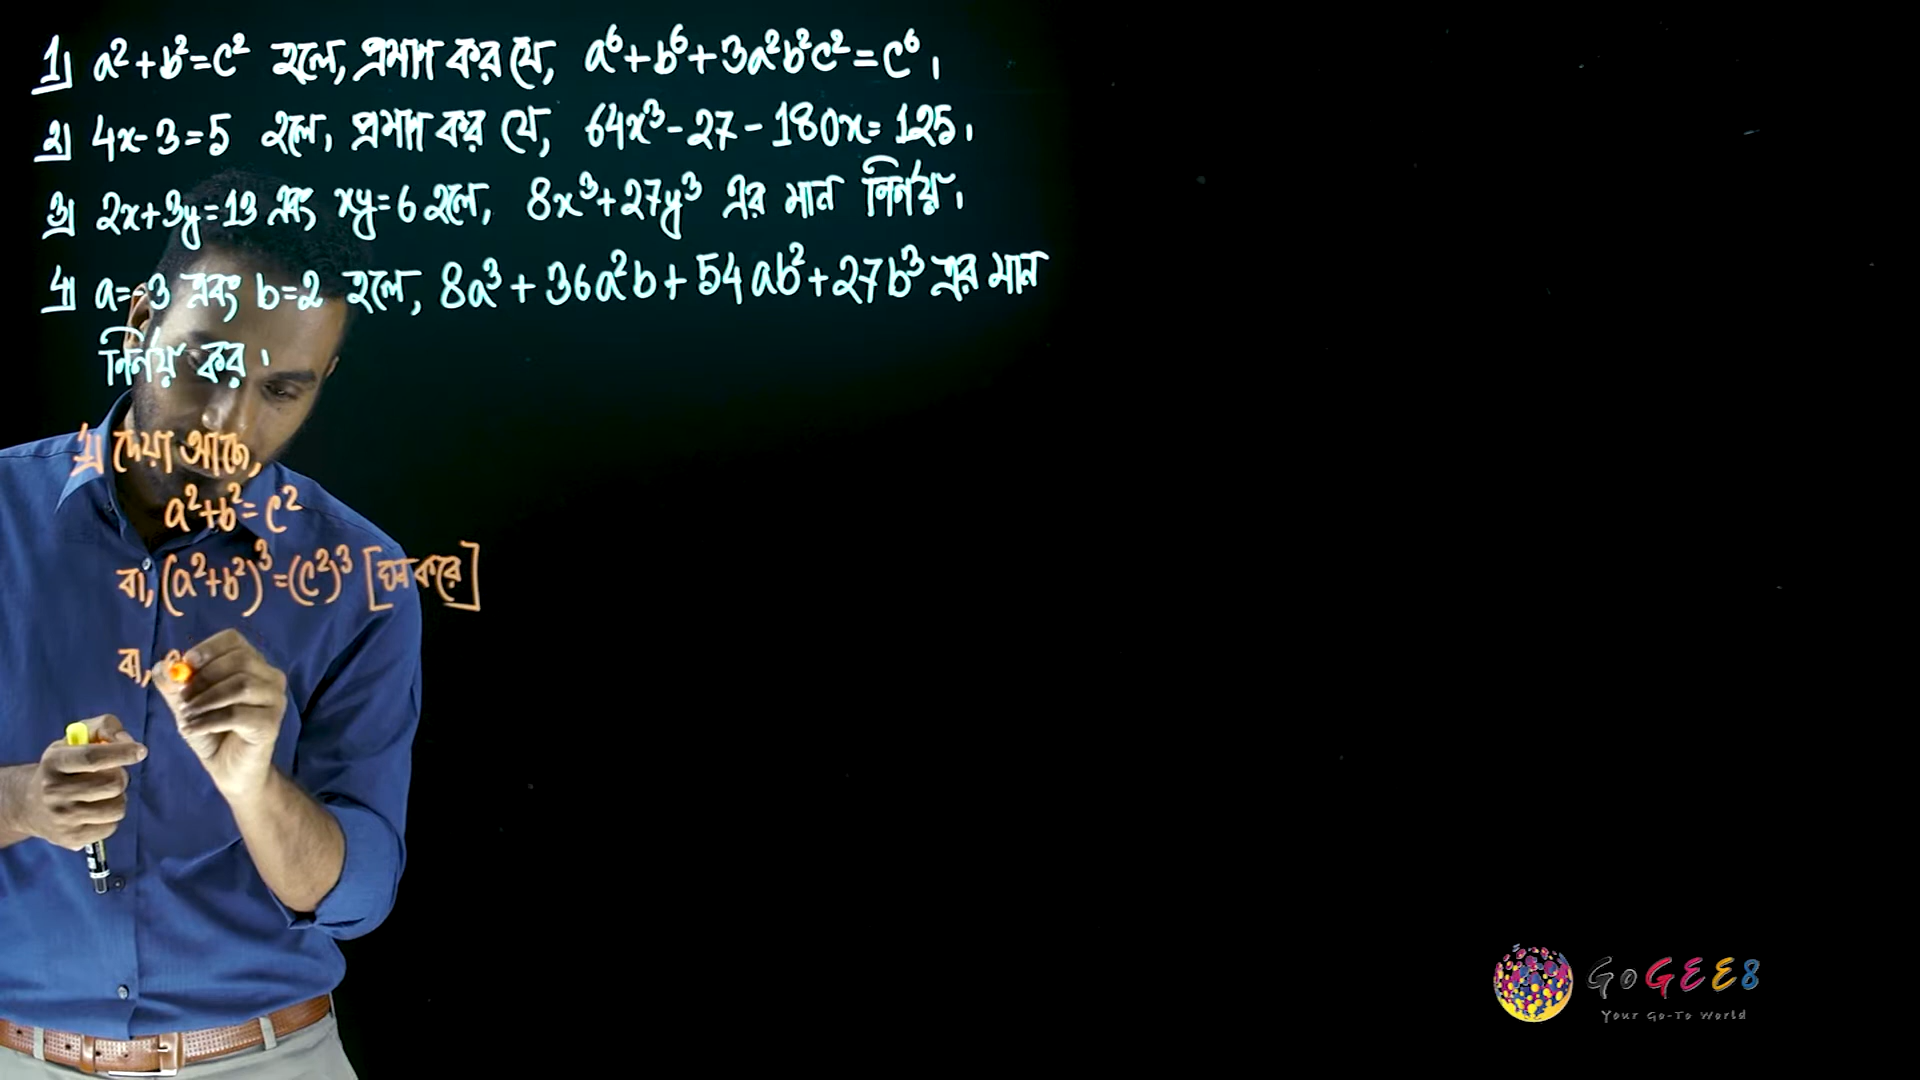 ১) a²+b²=c² হলে, প্রমাণ কর যে, a⁶+b⁶+3a²b²c²=c⁶।
২) 4x-3=5 হলে, প্রমাণ কর যে, 64x³-27-180x=125।
৩) 2x+3y=13 এবং xy=6 হলে, 8x³+27y³ এর মান নির্ণয়।
৪) a=-3 এবং b=2 হলে, 8a³+36a²b+54ab²+27b³ এর মান
নির্ণয় কর।
১) দেয়া আছে,
a²+b²=c²
বা, (a²+b²)³=(c²)³ [ঘন করে]
বা,
GoGEE8
Your Go-To World